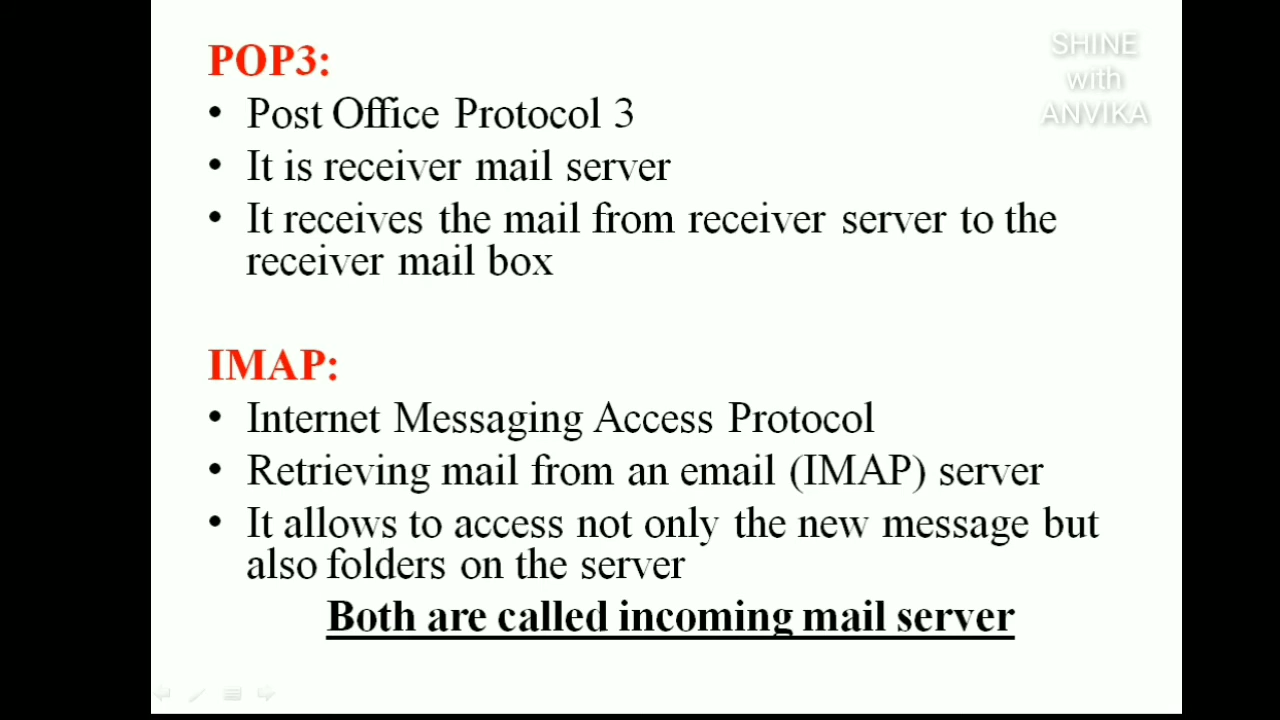 SHINE
with
ANVIKA
POP3:
• Post Office Protocol 3
• It is receiver mail server
• It receives the mail from receiver server to the
receiver mail box
IMAP:
• Internet Messaging Access Protocol
• Retrieving mail from an email (IMAP) server
• It allows to access not only the new message but
also folders on the server
Both are called incoming mail server